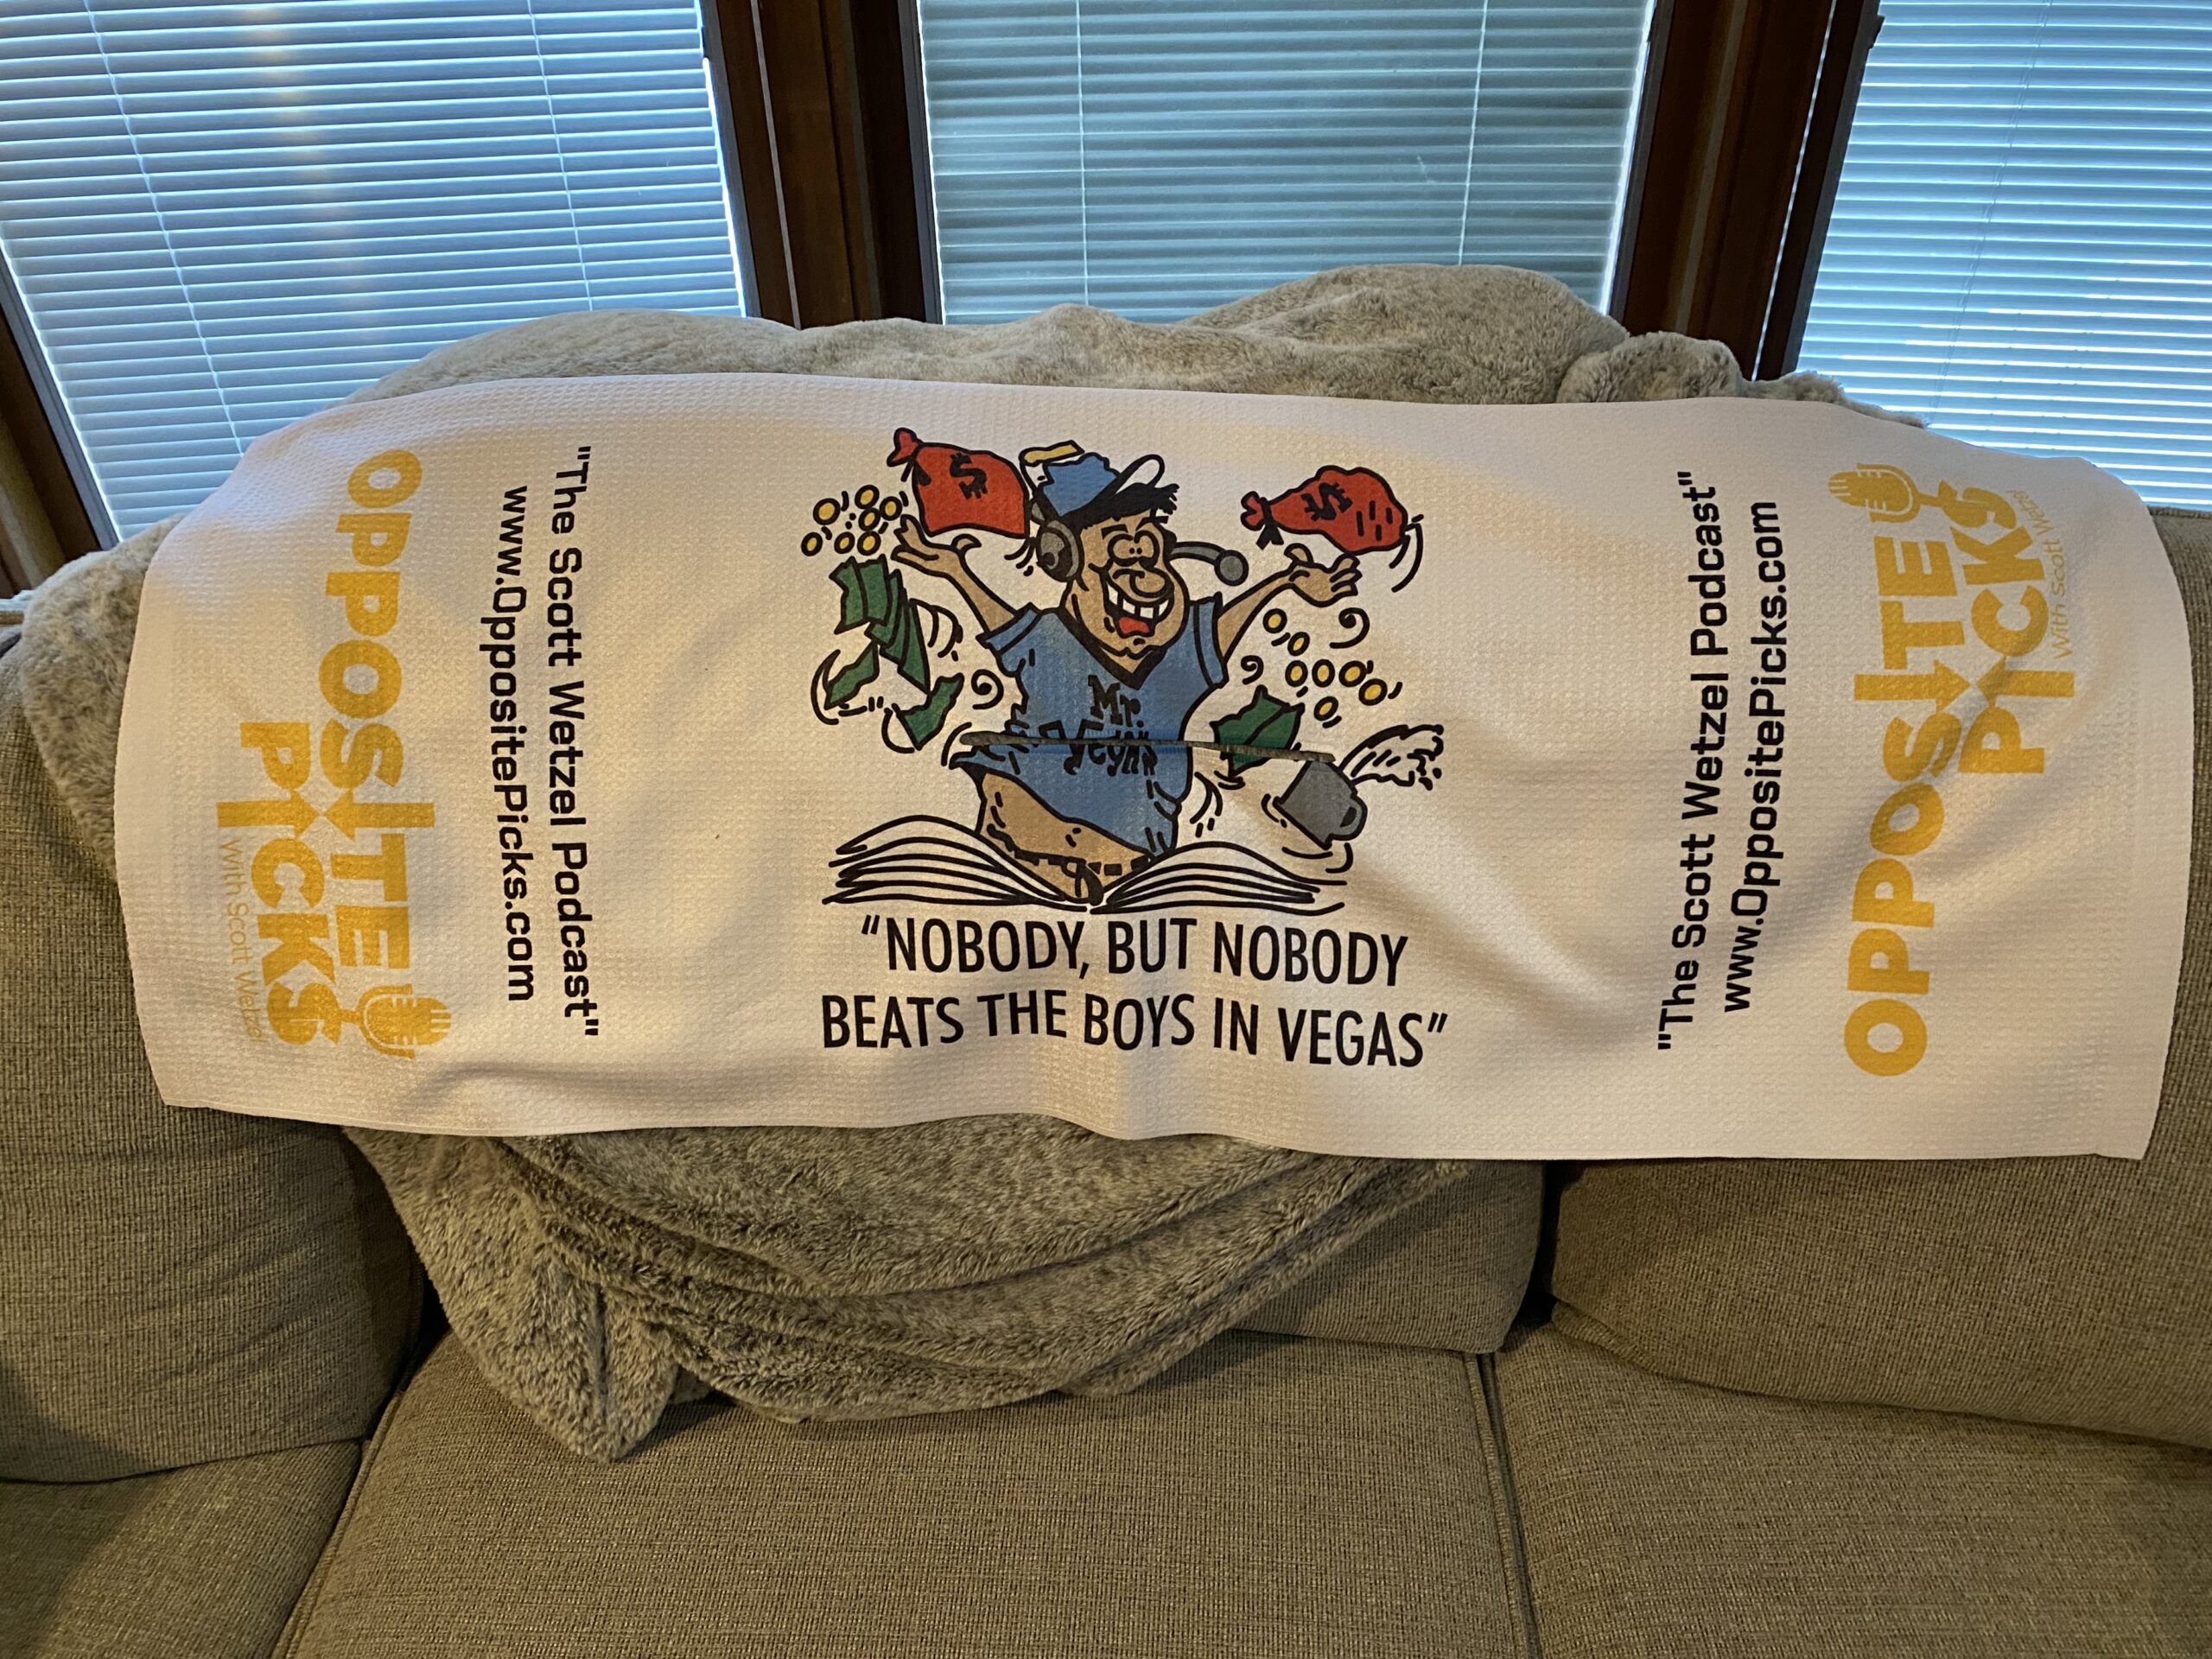 OPPOSITE
PICKS
With Scott Wetzel
"The Scott Wetzel Podcast"
www.OppositePicks.com
$
$
Mr.
“NOBODY, BUT NOBODY
BEATS THE BOYS IN VEGAS”
"The Scott Wetzel Podcast"
www.OppositePicks.com
OPPOSITE
PICKS
With Scott Wetzel